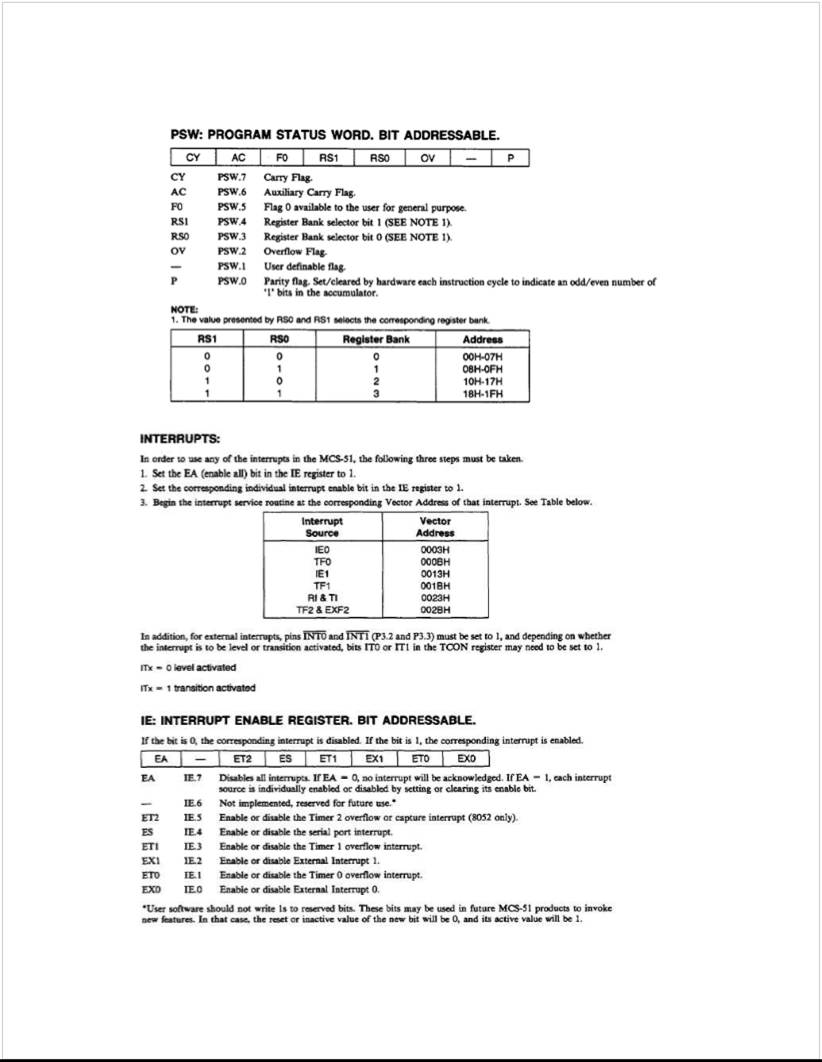 PSW: PROGRAM STATUS WORD. BIT ADDRESSABLE.
CY AC F0 RS1 RS0 OV — P
CY PSW.7 Carry Flag.
AC PSW.6 Auxiliary Carry Flag.
F0 PSW.5 Flag 0 available to the user for general purpose.
RS1 PSW.4 Register Bank selector bit 1 (SEE NOTE 1).
RS0 PSW.3 Register Bank selector bit 0 (SEE NOTE 1).
OV PSW.2 Overflow Flag.
— PSW.1 User definable flag.
P PSW.0 Parity flag. Set/cleared by hardware each instruction cycle to indicate an odd/even number of
'1' bits in the accumulator.
NOTE:
1. The value presented by RS0 and RS1 selects the corresponding register bank.
RS1 RS0 Register Bank Address
0 0 0 00H-07H
0 1 1 08H-0FH
1 0 2 10H-17H
1 1 3 18H-1FH
INTERRUPTS:
In order to use any of the interrupts in the MCS-51, the following three steps must be taken.
1. Set the EA (enable all) bit in the IE register to 1.
2. Set the corresponding individual interrupt enable bit in the IE register to 1.
3. Begin the interrupt service routine at the corresponding Vector Address of that interrupt. See Table below.
Interrupt Vector
Source Address
IE0 0003H
TF0 000BH
IE1 0013H
TF1 001BH
RI & TI 0023H
TF2 & EXF2 002BH
In addition, for external interrupts, pins INT0 and INT1 (P3.2 and P3.3) must be set to 1, and depending on whether
the interrupt is to be level or transition activated, bits IT0 or IT1 in the TCON register may need to be set to 1.
ITx = 0 level activated
ITx = 1 transition activated
IE: INTERRUPT ENABLE REGISTER. BIT ADDRESSABLE.
If the bit is 0, the corresponding interrupt is disabled. If the bit is 1, the corresponding interrupt is enabled.
EA — ET2 ES ET1 EX1 ET0 EX0
EA IE.7 Disables all interrupts. If EA = 0, no interrupt will be acknowledged. If EA = 1, each interrupt
source is individually enabled or disabled by setting or clearing its enable bit.
— IE.6 Not implemented, reserved for future use.*
ET2 IE.5 Enable or disable the Timer 2 overflow or capture interrupt (8052 only).
ES IE.4 Enable or disable the serial port interrupt.
ET1 IE.3 Enable or disable the Timer 1 overflow interrupt.
EX1 IE.2 Enable or disable External Interrupt 1.
ET0 IE.1 Enable or disable the Timer 0 overflow interrupt.
EX0 IE.0 Enable or disable External Interrupt 0.
*User software should not write 1s to reserved bits. These bits may be used in future MCS-51 products to invoke
new features. In that case, the reset or inactive value of the new bit will be 0, and its active value will be 1.